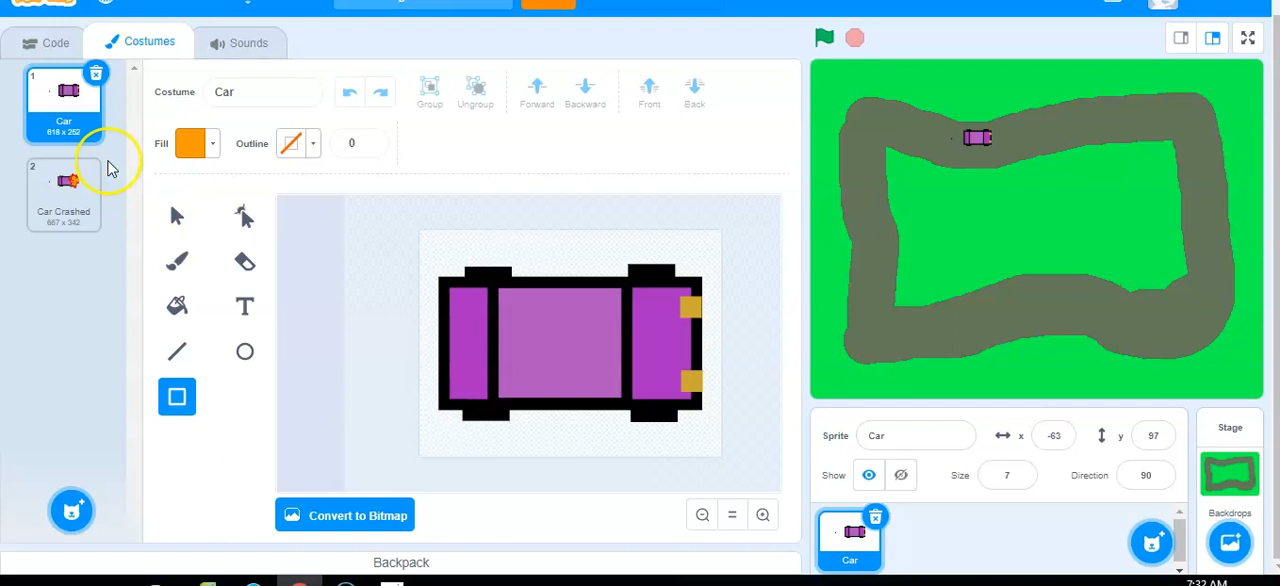 Code
Costumes
Sounds
1
Car
618 x 252
2
Car Crashed
667 x 342
Costume
Car
Group
Ungroup
Forward
Backward
Front
Back
Fill
Outline
0
T
Convert to Bitmap
Backpack
Sprite
Car
x
-63
y
97
Show
Size
7
Direction
90
Car
Stage
Backdrops
7:32 AM